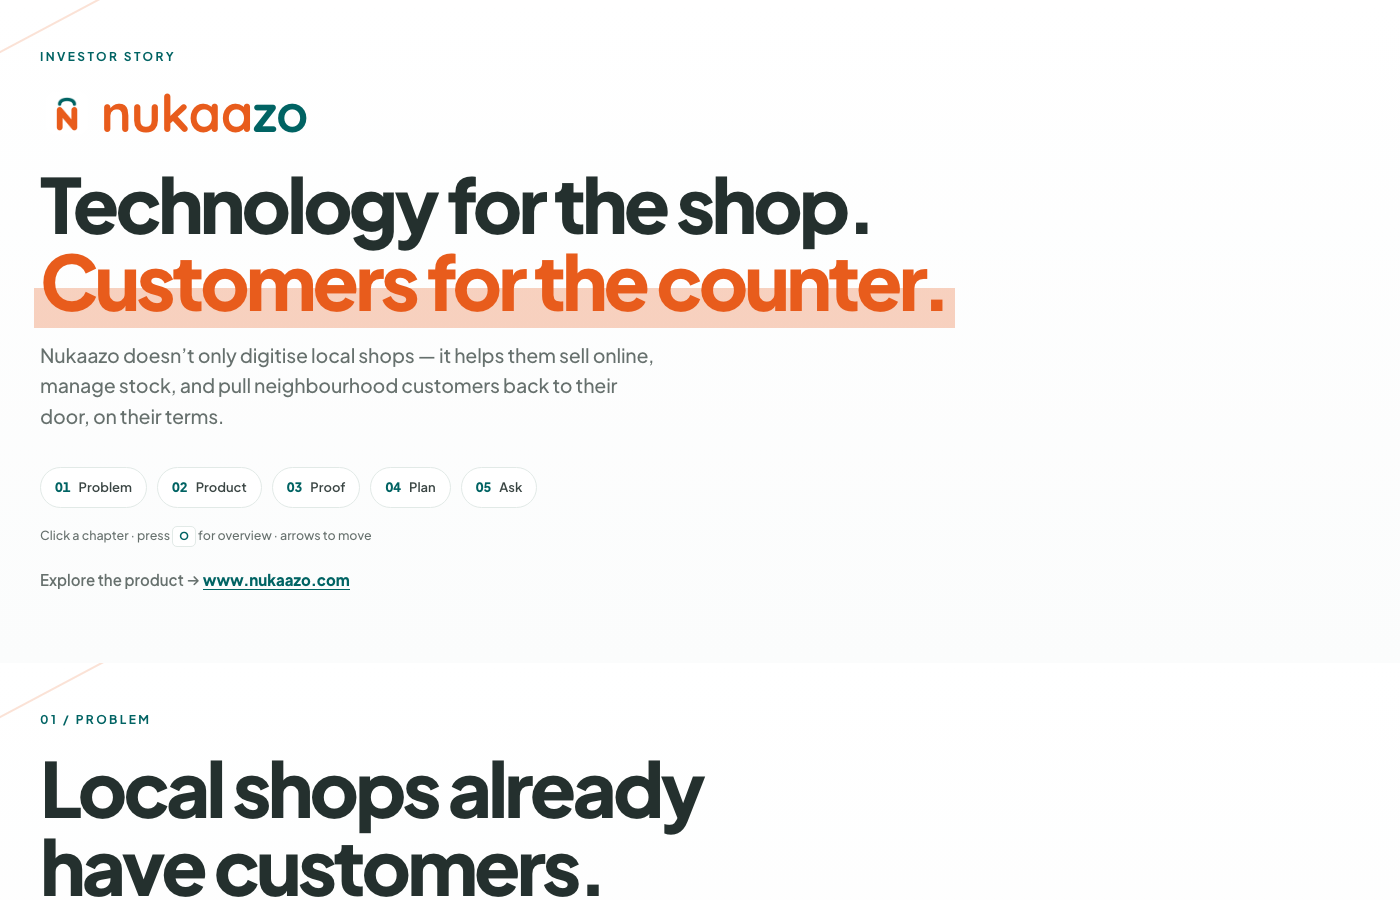 INVESTOR STORY
N nukaazo
Technology for the shop.
Customers for the counter.
Nukaazo doesn’t only digitise local shops — it helps them sell online,
manage stock, and pull neighbourhood customers back to their
door, on their terms.
01 Problem 02 Product 03 Proof 04 Plan 05 Ask
Click a chapter · press O for overview · arrows to move
Explore the product → www.nukaazo.com
01 / PROBLEM
Local shops already
have customers.